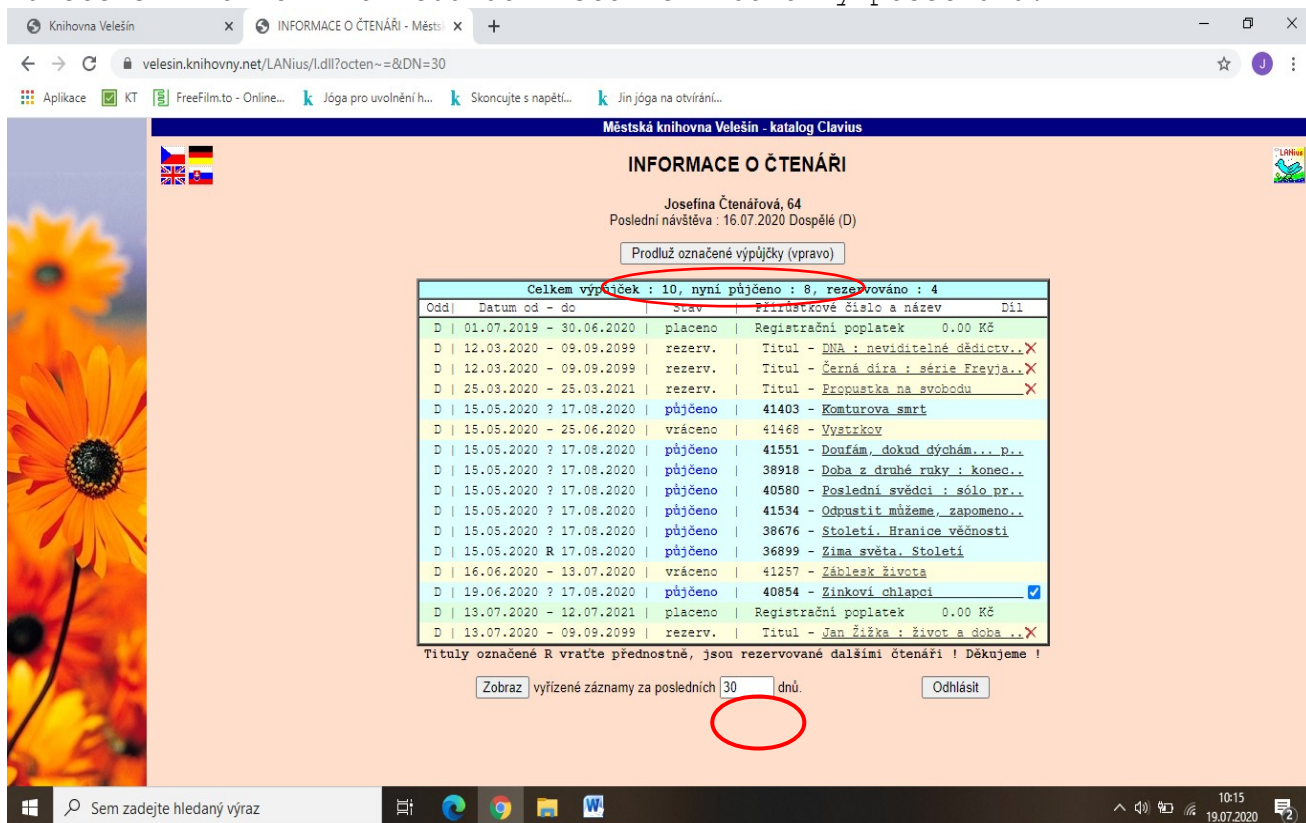 Knihovna Velešín
INFORMACE O ČTENÁŘI - Městs
velesin.knihovny.net/LANius/l.dll?octen~=&DN=30
J
Aplikace KT FreeFilm.to - Online... Jóga pro uvolnění h... Skoncujte s napětí... Jin jóga na otvírání...
Městská knihovna Velešín - katalog Clavius
LANius
INFORMACE O ČTENÁŘI
Josefína Čtenářová, 64
Poslední návštěva : 16.07.2020 Dospělé (D)
Prodluž označené výpůjčky (vpravo)
Celkem výpůjček : 10, nyní půjčeno : 8, rezervováno : 4
Odd| Datum od - do | Stav | Přírůstkové číslo a název Díl
D | 01.07.2019 - 30.06.2020 | placeno | Registrační poplatek 0.00 Kč
D | 12.03.2020 - 09.09.2099 | rezerv. | Titul - DNA : neviditelné dědictv..
D | 12.03.2020 - 09.09.2099 | rezerv. | Titul - Černá díra : série Freyja..
D | 25.03.2020 - 25.03.2021 | rezerv. | Titul - Propustka na svobodu
D | 15.05.2020 ? 17.08.2020 | půjčeno | 41403 - Komturova smrt
D | 15.05.2020 - 25.06.2020 | vráceno | 41468 - Vystrkov
D | 15.05.2020 ? 17.08.2020 | půjčeno | 41551 - Doufám, dokud dýchám... p..
D | 15.05.2020 ? 17.08.2020 | půjčeno | 38918 - Doba z druhé ruky : konec..
D | 15.05.2020 ? 17.08.2020 | půjčeno | 40580 - Poslední svědci : sólo pr..
D | 15.05.2020 ? 17.08.2020 | půjčeno | 41534 - Odpustit můžeme, zapomeno..
D | 15.05.2020 ? 17.08.2020 | půjčeno | 38676 - Století. Hranice věčnosti
D | 15.05.2020 R 17.08.2020 | půjčeno | 36899 - Zima světa. Století
D | 16.06.2020 - 13.07.2020 | vráceno | 41257 - Záblesk života
D | 19.06.2020 ? 17.08.2020 | půjčeno | 40854 - Zinkoví chlapci
D | 13.07.2020 - 12.07.2021 | placeno | Registrační poplatek 0.00 Kč
D | 13.07.2020 - 09.09.2099 | rezerv. | Titul - Jan Žižka : život a doba ..
Tituly označené R vraťte přednostně, jsou rezervované dalšími čtenáři ! Děkujeme !
Zobraz vyřízené záznamy za posledních 30 dnů. Odhlásit
Sem zadejte hledaný výraz
10:15
19.07.2020
2